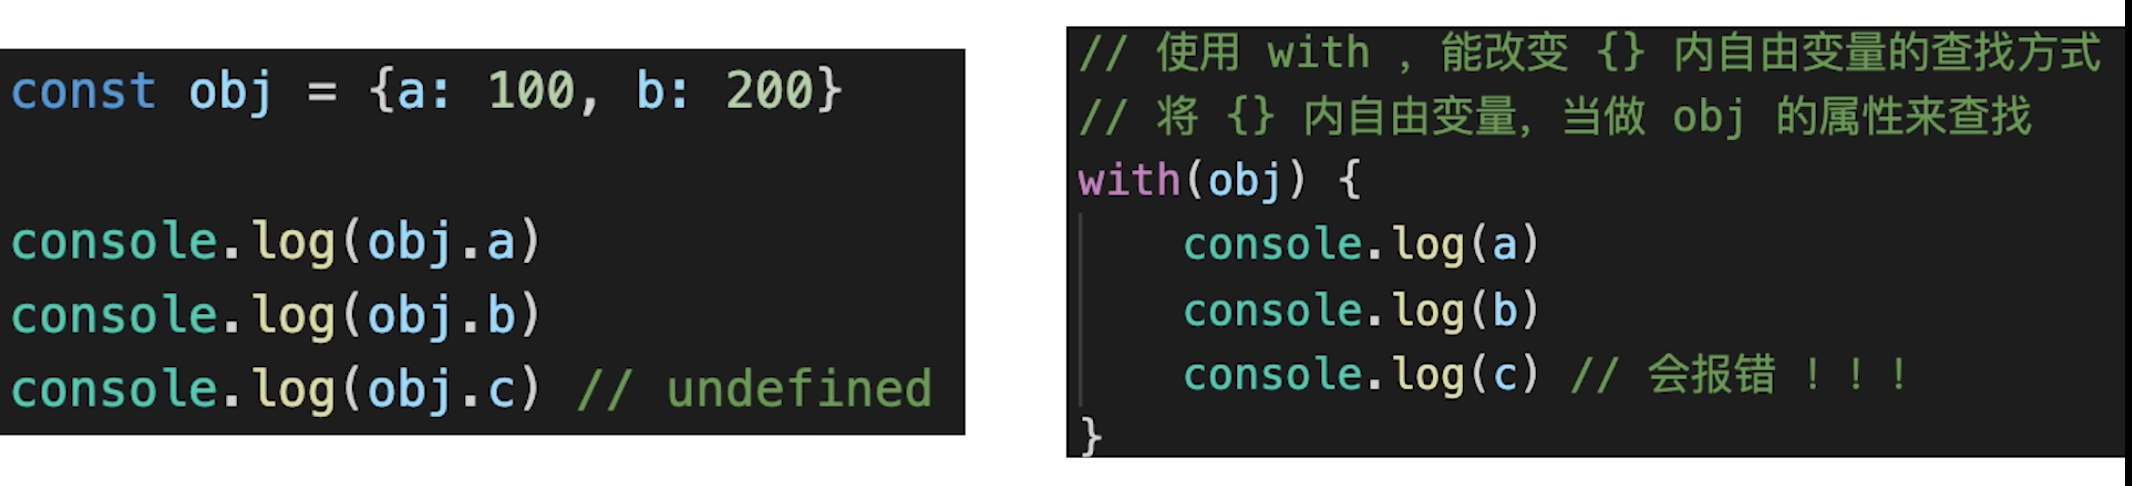 const obj = {a: 100, b: 200}
console.log(obj.a)
console.log(obj.b)
console.log(obj.c) // undefined
// 使用 with ，能改变 {} 内自由变量的查找方式
// 将 {} 内自由变量，当做 obj 的属性来查找
with(obj) {
    console.log(a)
    console.log(b)
    console.log(c) // 会报错 ！！！
}